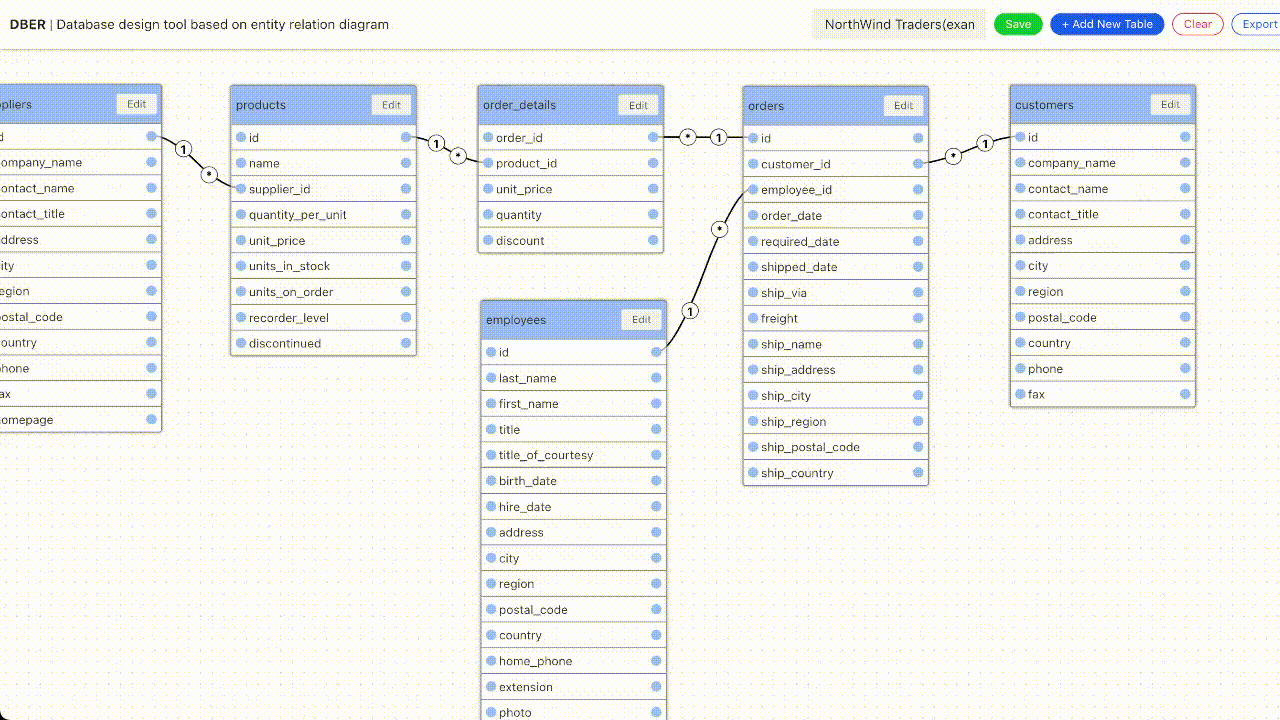 DBER | Database design tool based on entity relation diagram
NorthWind Traders(exan
Save
+ Add New Table
Clear
Export
pliers
Edit
d
ompany_name
ontact_name
ontact_title
ddress
ity
egion
ostal_code
ountry
hone
ax
omepage
1
*
products
Edit
id
name
supplier_id
quantity_per_unit
unit_price
units_in_stock
units_on_order
recorder_level
discontinued
1
*
order_details
Edit
order_id
product_id
unit_price
quantity
discount
*
1
employees
Edit
id
last_name
first_name
title
title_of_courtesy
birth_date
hire_date
address
city
region
postal_code
country
home_phone
extension
photo
*
1
orders
Edit
id
customer_id
employee_id
order_date
required_date
shipped_date
ship_via
freight
ship_name
ship_address
ship_city
ship_region
ship_postal_code
ship_country
*
1
customers
Edit
id
company_name
contact_name
contact_title
address
city
region
postal_code
country
phone
fax